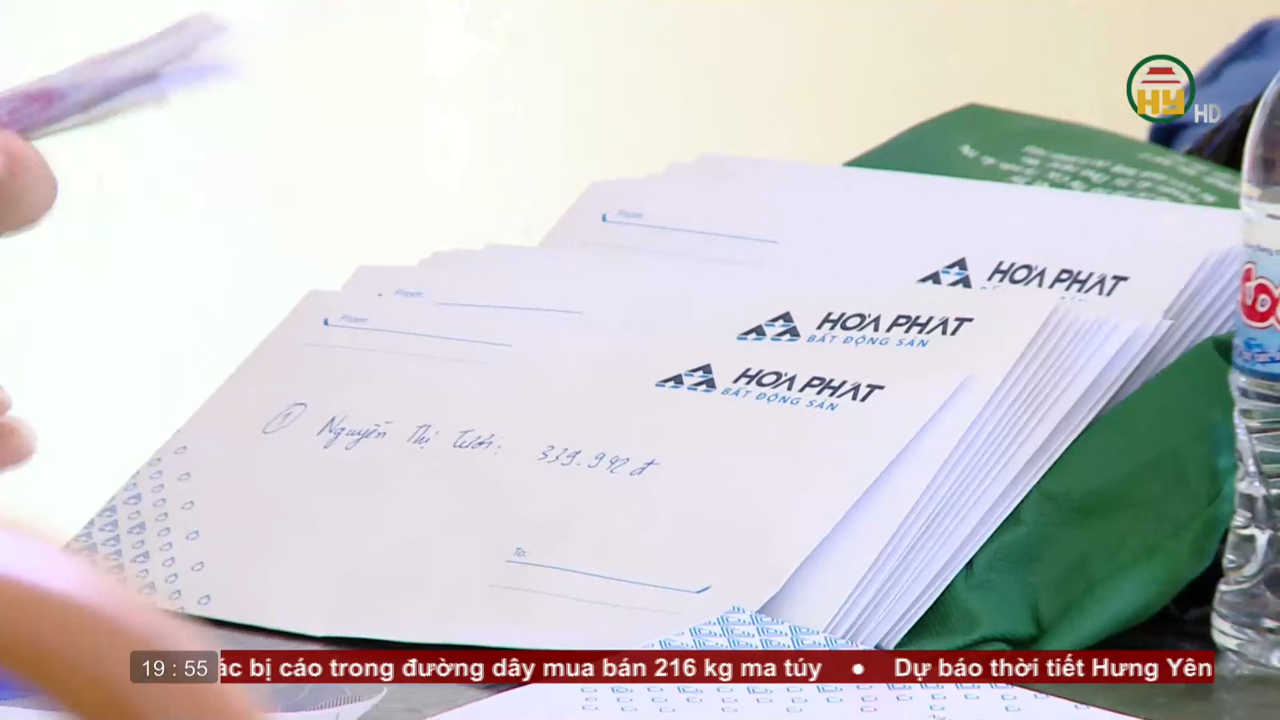 HY HD
From:
HÒA PHÁT
From:
HÒA PHÁT
BẤT ĐỘNG SẢN
From:
HÒA PHÁT
BẤT ĐỘNG SẢN
1 Nguyễn Thị Tươi: 339.992 đ
To:
19 : 55 ác bị cáo trong đường dây mua bán 216 kg ma túy ● Dự báo thời tiết Hưng Yên